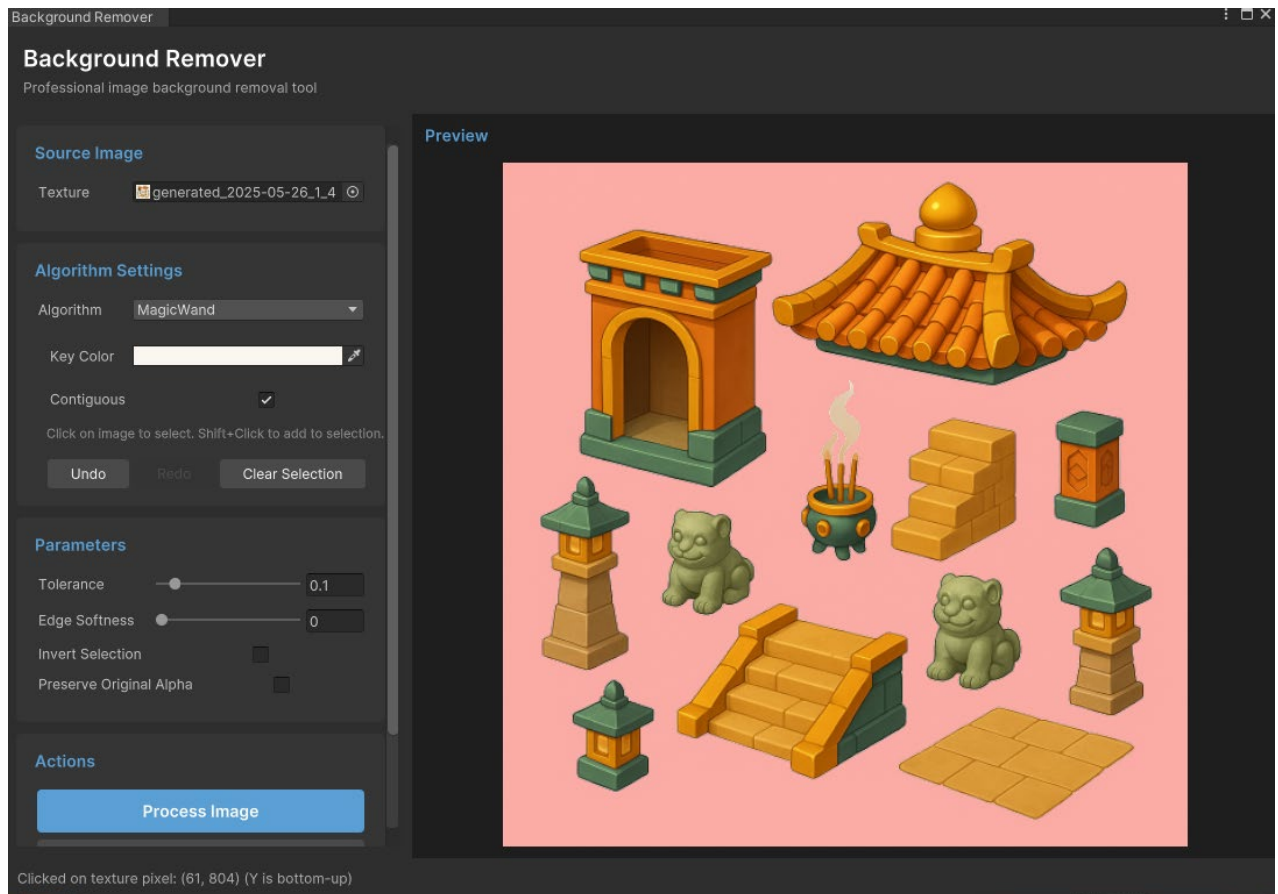 Background Remover
Background Remover
Professional image background removal tool
Source Image
Texture generated_2025-05-26_1_4
Algorithm Settings
Algorithm MagicWand
Key Color
Contiguous
Click on image to select. Shift+Click to add to selection.
Undo Redo Clear Selection
Parameters
Tolerance 0.1
Edge Softness 0
Invert Selection
Preserve Original Alpha
Actions
Process Image
Preview
Clicked on texture pixel: (61, 804) (Y is bottom-up)